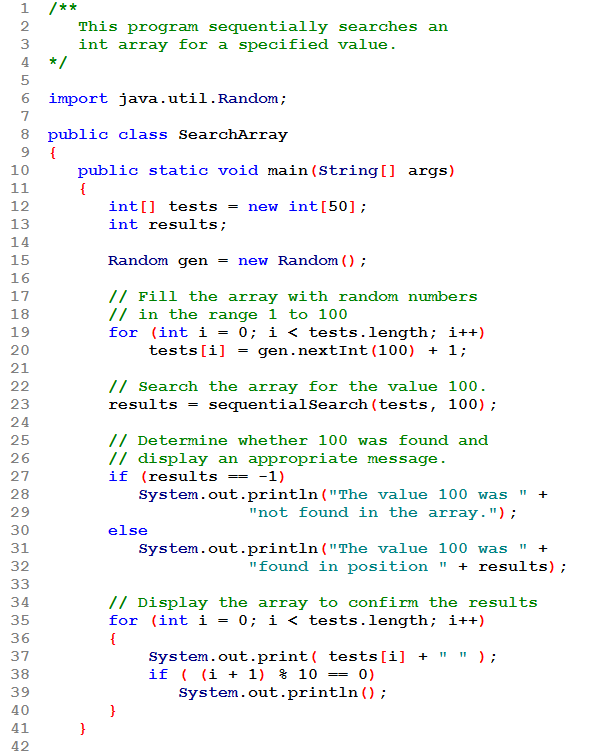 1 /**
2 This program sequentially searches an
3 int array for a specified value.
4 */
5
6 import java.util.Random;
7
8 public class SearchArray
9 {
10 public static void main(String[] args)
11 {
12 int[] tests = new int[50];
13 int results;
14
15 Random gen = new Random();
16
17 // Fill the array with random numbers
18 // in the range 1 to 100
19 for (int i = 0; i < tests.length; i++)
20 tests[i] = gen.nextInt(100) + 1;
21
22 // Search the array for the value 100.
23 results = sequentialSearch(tests, 100);
24
25 // Determine whether 100 was found and
26 // display an appropriate message.
27 if (results == -1)
28 System.out.println("The value 100 was " +
29 "not found in the array.");
30 else
31 System.out.println("The value 100 was " +
32 "found in position " + results);
33
34 // Display the array to confirm the results
35 for (int i = 0; i < tests.length; i++)
36 {
37 System.out.print( tests[i] + " " );
38 if ( (i + 1) % 10 == 0)
39 System.out.println();
40 }
41 }
42